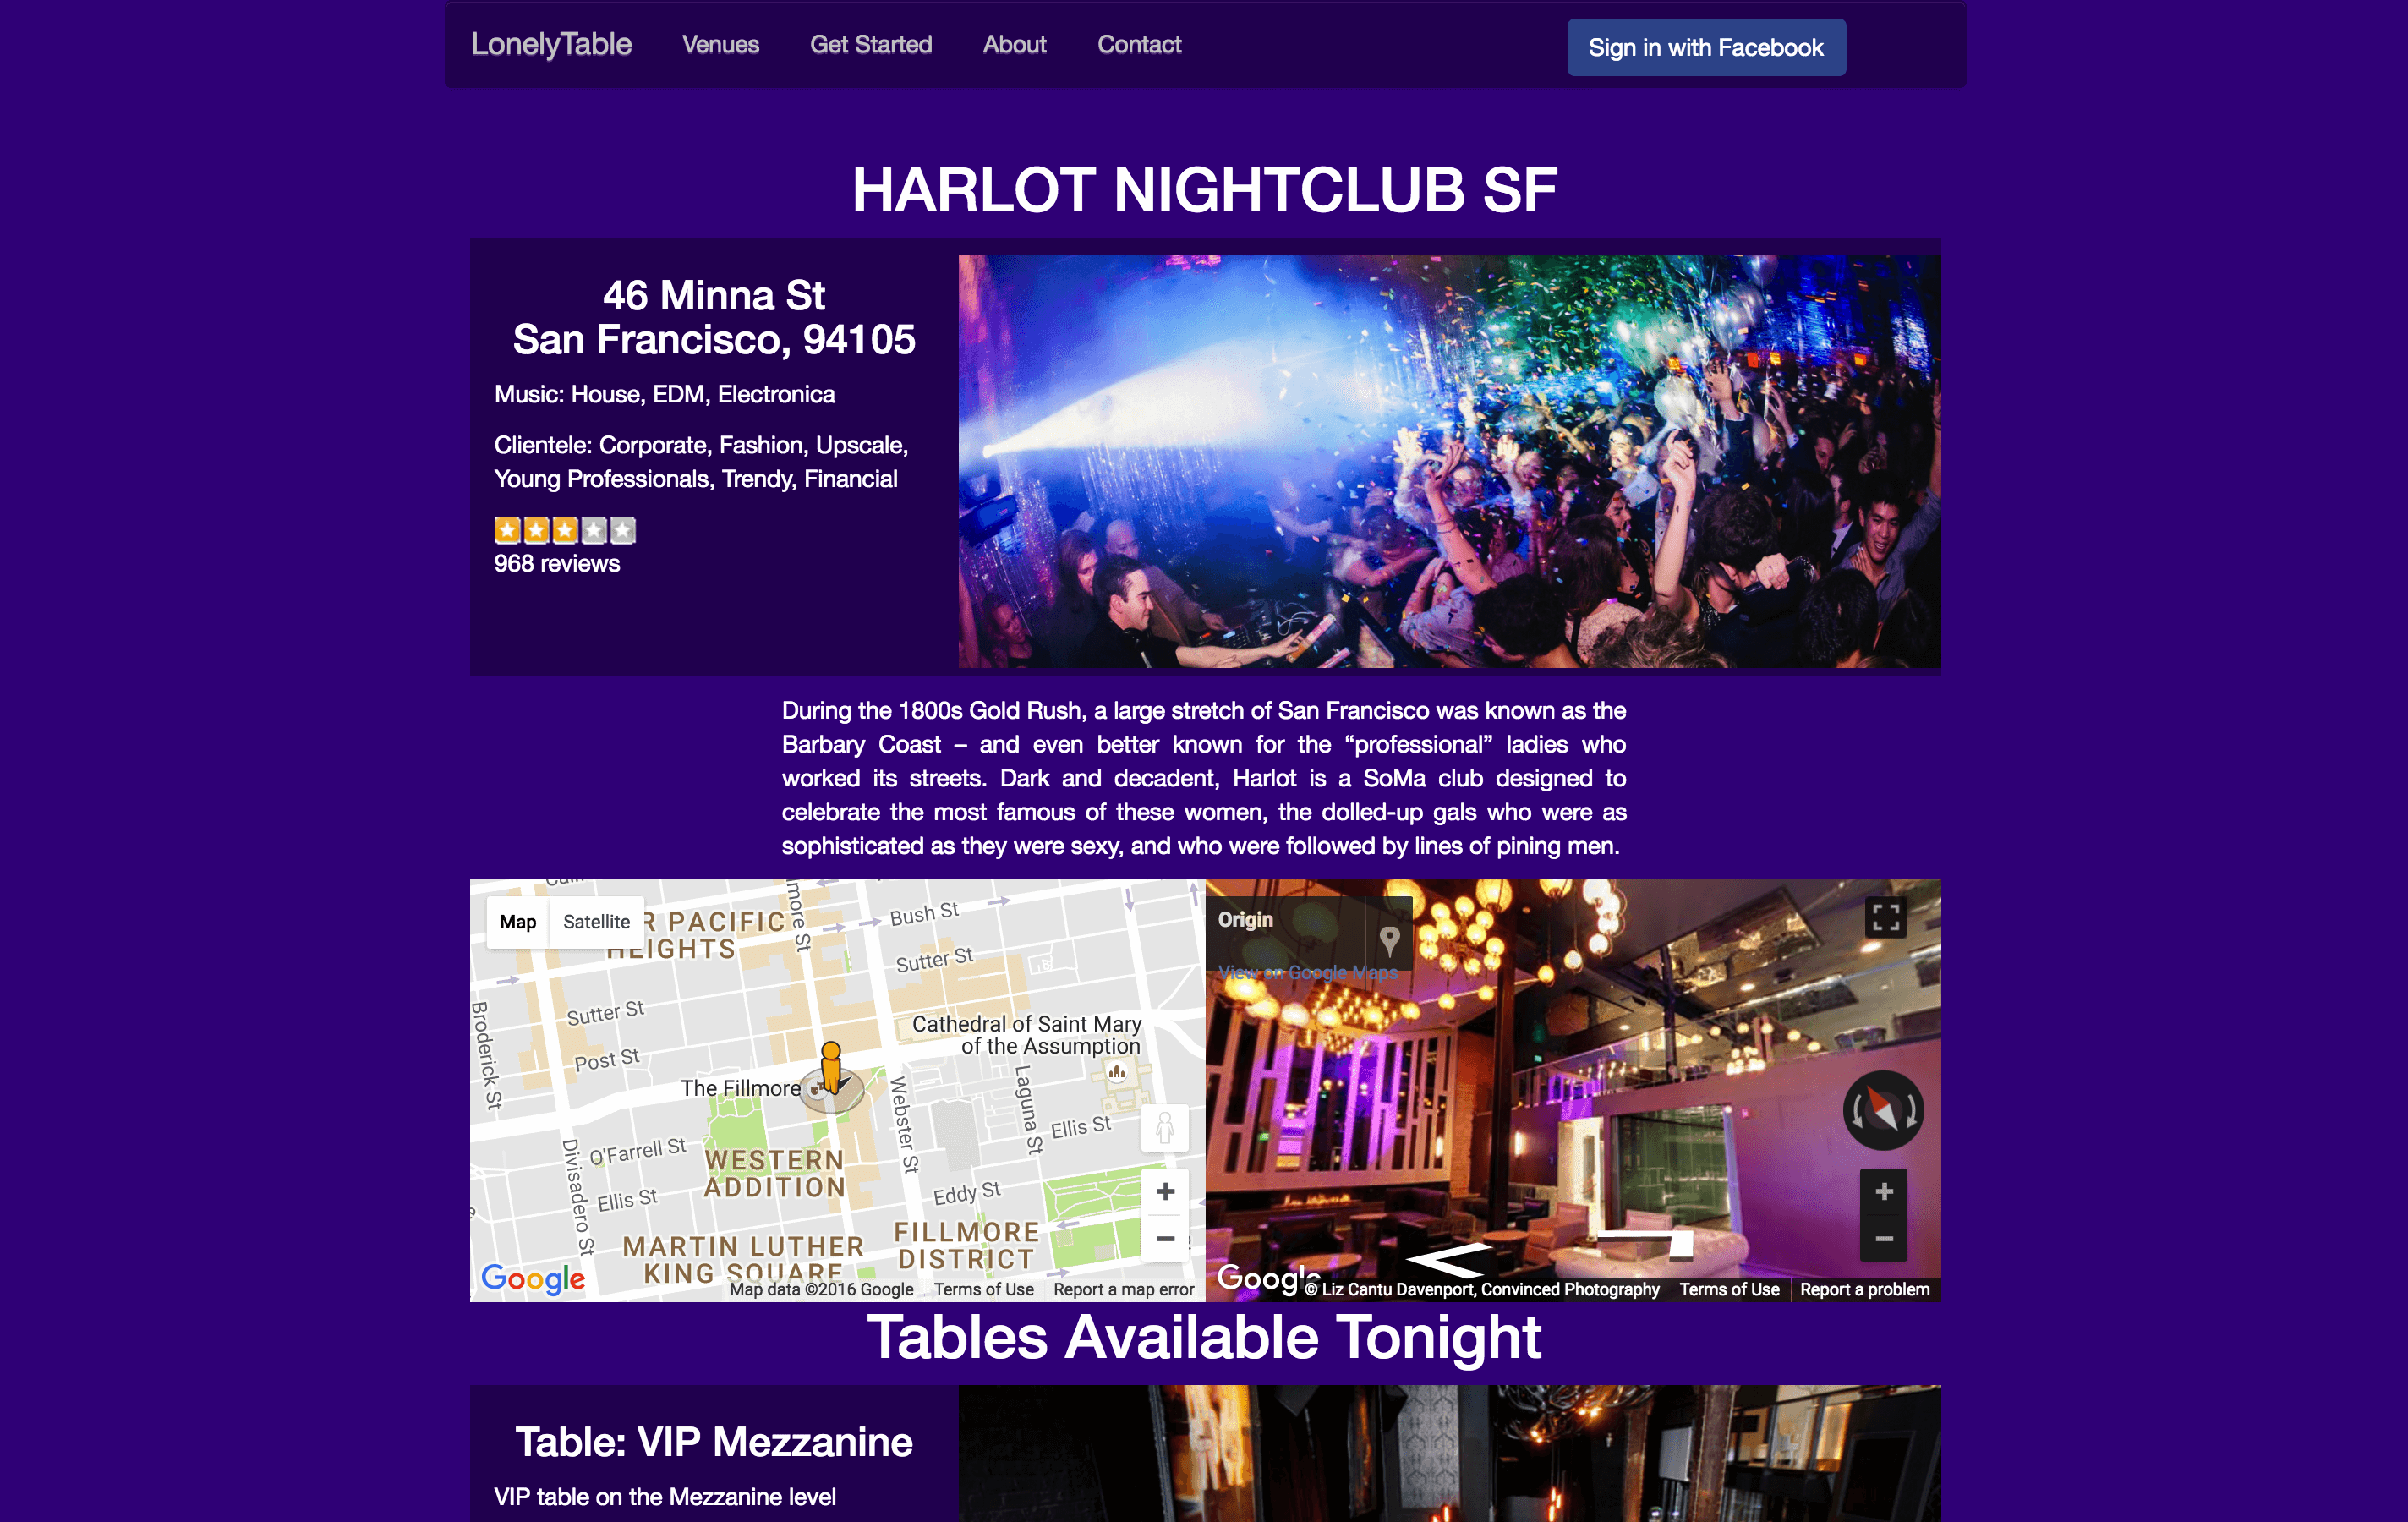 LonelyTable Venues Get Started About Contact Sign in with Facebook
HARLOT NIGHTCLUB SF
46 Minna St
San Francisco, 94105
Music: House, EDM, Electronica
Clientele: Corporate, Fashion, Upscale,
Young Professionals, Trendy, Financial
968 reviews
During the 1800s Gold Rush, a large stretch of San Francisco was known as the
Barbary Coast – and even better known for the “professional” ladies who
worked its streets. Dark and decadent, Harlot is a SoMa club designed to
celebrate the most famous of these women, the dolled-up gals who were as
sophisticated as they were sexy, and who were followed by lines of pining men.
Map Satellite
R PACIFIC
HEIGHTS
Bush St
Sutter St
Sutter St
Post St
Broderick St
Cathedral of Saint Mary
of the Assumption
The Fillmore
Webster St
Laguna St
Ellis St
O'Farrell St
Divisadero St
WESTERN
ADDITION
Ellis St
Eddy St
MARTIN LUTHER
KING SQUARE
FILLMORE
DISTRICT
Google
Map data ©2016 Google Terms of Use Report a map error
Origin
View on Google Maps
Google
© Liz Cantu Davenport, Convinced Photography Terms of Use Report a problem
Tables Available Tonight
Table: VIP Mezzanine
VIP table on the Mezzanine level